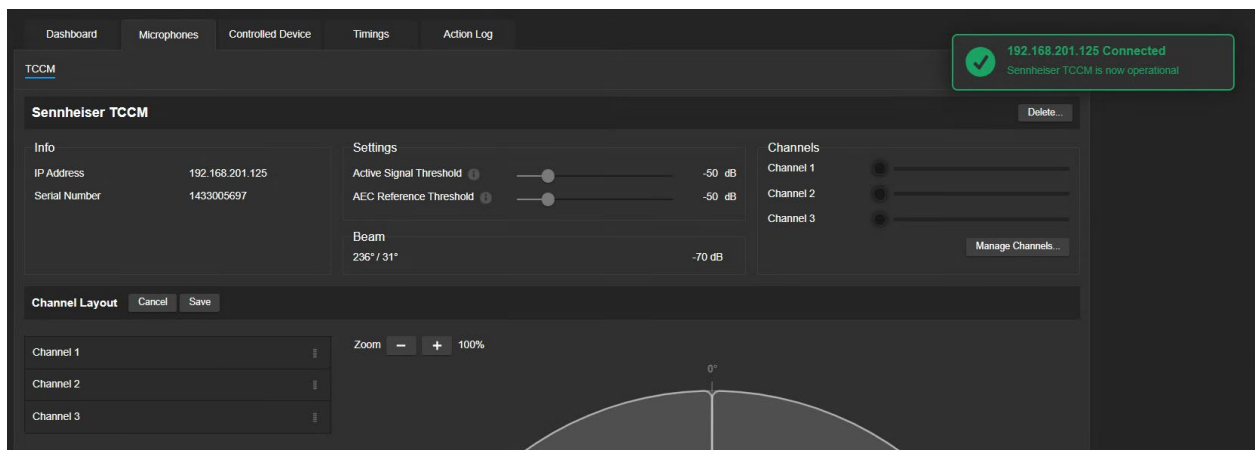 Dashboard Microphones Controlled Device Timings Action Log
192.168.201.125 Connected
Sennheiser TCCM is now operational
TCCM
Sennheiser TCCM Delete...
Info
IP Address 192.168.201.125
Serial Number 1433005697
Settings
Active Signal Threshold -50 dB
AEC Reference Threshold -50 dB
Beam
236° / 31° -70 dB
Channels
Channel 1
Channel 2
Channel 3
Manage Channels...
Channel Layout Cancel Save
Channel 1
Channel 2
Channel 3
Zoom − + 100%
0°